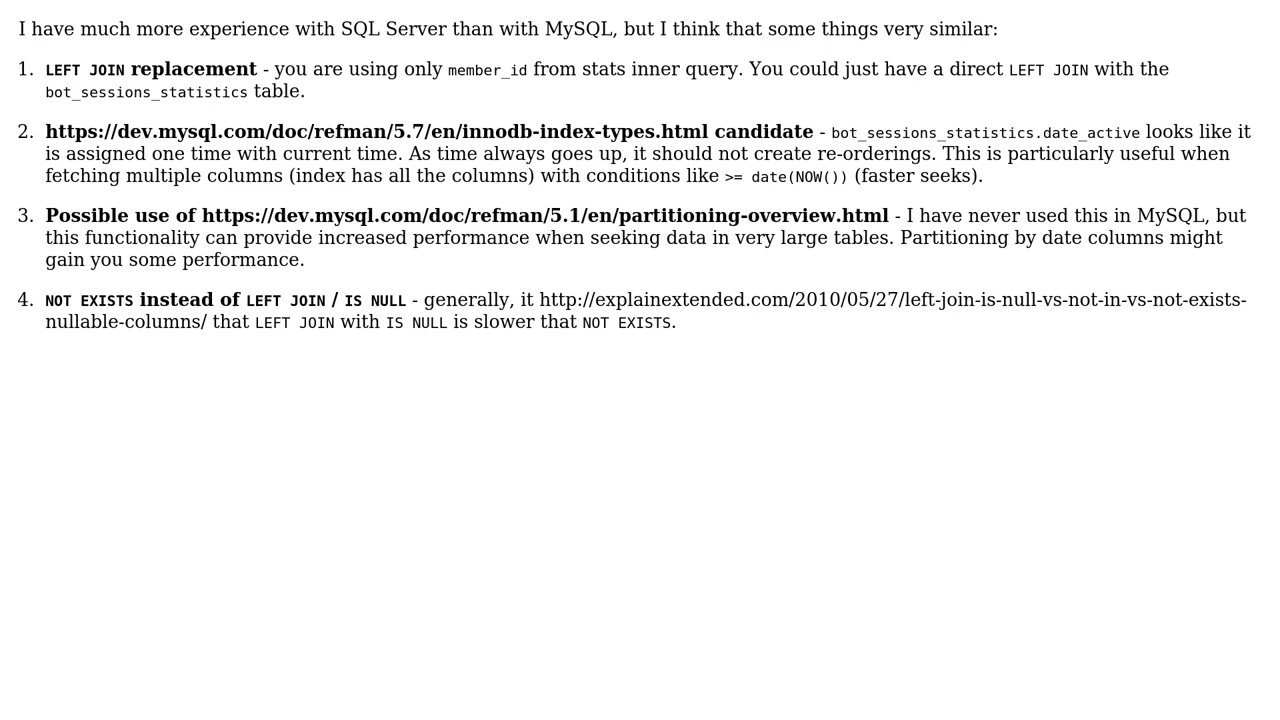 I have much more experience with SQL Server than with MySQL, but I think that some things very similar:
1. LEFT JOIN replacement - you are using only member_id from stats inner query. You could just have a direct LEFT JOIN with the
bot_sessions_statistics table.
2. https://dev.mysql.com/doc/refman/5.7/en/innodb-index-types.html candidate - bot_sessions_statistics.date_active looks like it
is assigned one time with current time. As time always goes up, it should not create re-orderings. This is particularly useful when
fetching multiple columns (index has all the columns) with conditions like >= date(NOW()) (faster seeks).
3. Possible use of https://dev.mysql.com/doc/refman/5.1/en/partitioning-overview.html - I have never used this in MySQL, but
this functionality can provide increased performance when seeking data in very large tables. Partitioning by date columns might
gain you some performance.
4. NOT EXISTS instead of LEFT JOIN / IS NULL - generally, it http://explainextended.com/2010/05/27/left-join-is-null-vs-not-in-vs-not-exists-
nullable-columns/ that LEFT JOIN with IS NULL is slower that NOT EXISTS.